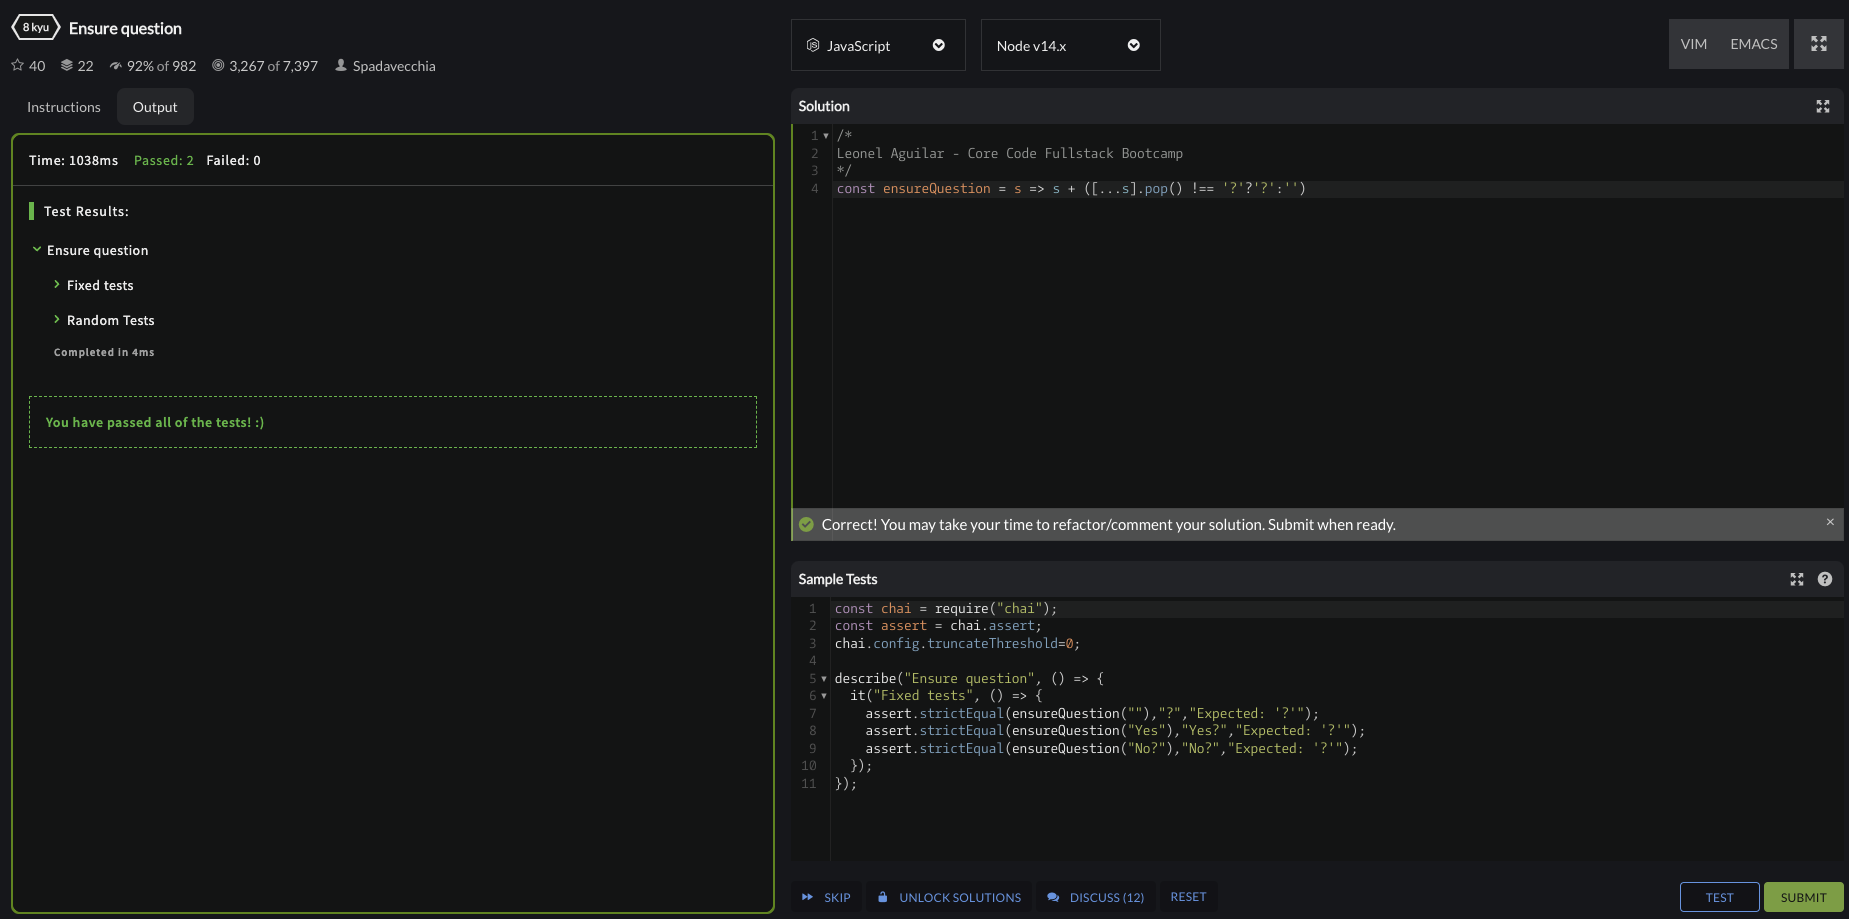 8 kyu Ensure question
40 22 92% of 982 3,267 of 7,397 Spadavecchia
Instructions Output
Time: 1038ms Passed: 2 Failed: 0
Test Results:
Ensure question
Fixed tests
Random Tests
Completed in 4ms
You have passed all of the tests! :)
JavaScript Node v14.x VIM EMACS
Solution
1 /*
2 Leonel Aguilar - Core Code Fullstack Bootcamp
3 */
4 const ensureQuestion = s => s + ([...s].pop() !== '?'?'?':'')
Correct! You may take your time to refactor/comment your solution. Submit when ready. ×
Sample Tests
1 const chai = require("chai");
2 const assert = chai.assert;
3 chai.config.truncateThreshold=0;
4
5 describe("Ensure question", () => {
6   it("Fixed tests", () => {
7     assert.strictEqual(ensureQuestion(""),"?","Expected: '?'");
8     assert.strictEqual(ensureQuestion("Yes"),"Yes?","Expected: '?'");
9     assert.strictEqual(ensureQuestion("No?"),"No?","Expected: '?'");
10   });
11 });
SKIP UNLOCK SOLUTIONS DISCUSS (12) RESET TEST SUBMIT